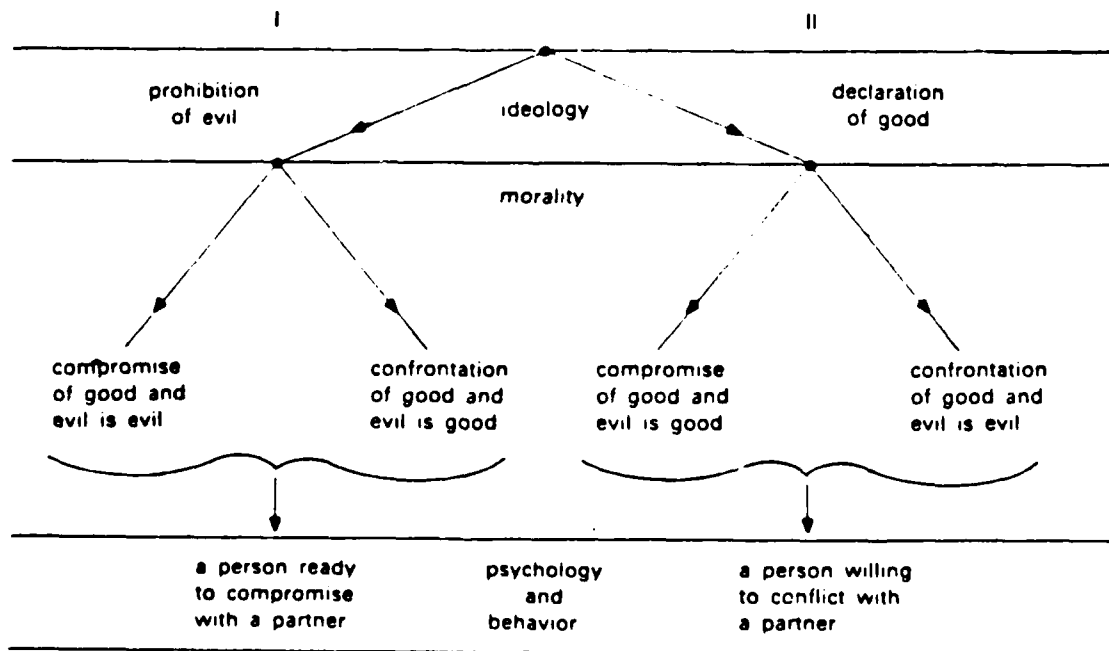 I
II
prohibition
of evil
ideology
declaration
of good
morality
compromise
of good and
evil is evil
confrontation
of good and
evil is good
compromise
of good and
evil is good
confrontation
of good and
evil is evil
a person ready
to compromise
with a partner
psychology
and
behavior
a person willing
to conflict with
a partner